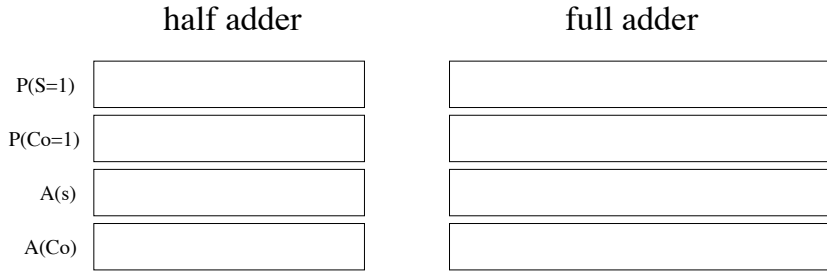 half adder full adder
P(S=1)
P(Co=1)
A(s)
A(Co)